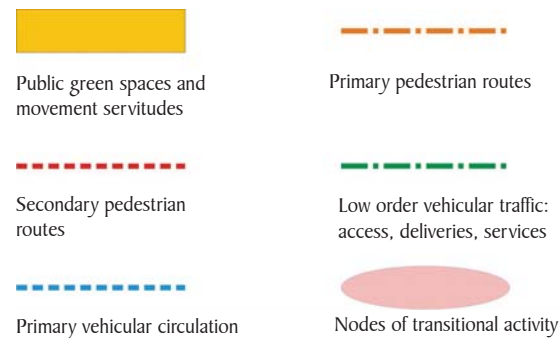 Public green spaces and
movement servitudes
Primary pedestrian routes
Secondary pedestrian
routes
Low order vehicular traffic:
access, deliveries, services
Primary vehicular circulation
Nodes of transitional activity